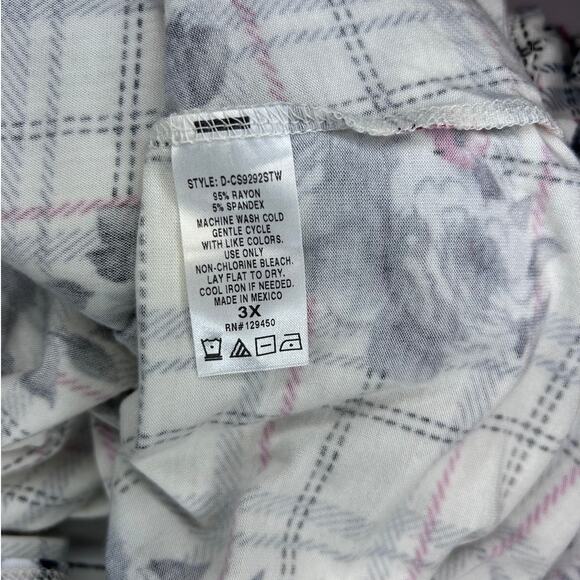 STYLE: D-CS9292STW
95% RAYON
5% SPANDEX
MACHINE WASH COLD
GENTLE CYCLE
WITH LIKE COLORS.
USE ONLY
NON-CHLORINE BLEACH.
LAY FLAT TO DRY.
COOL IRON IF NEEDED.
MADE IN MEXICO
3X
RN#129450